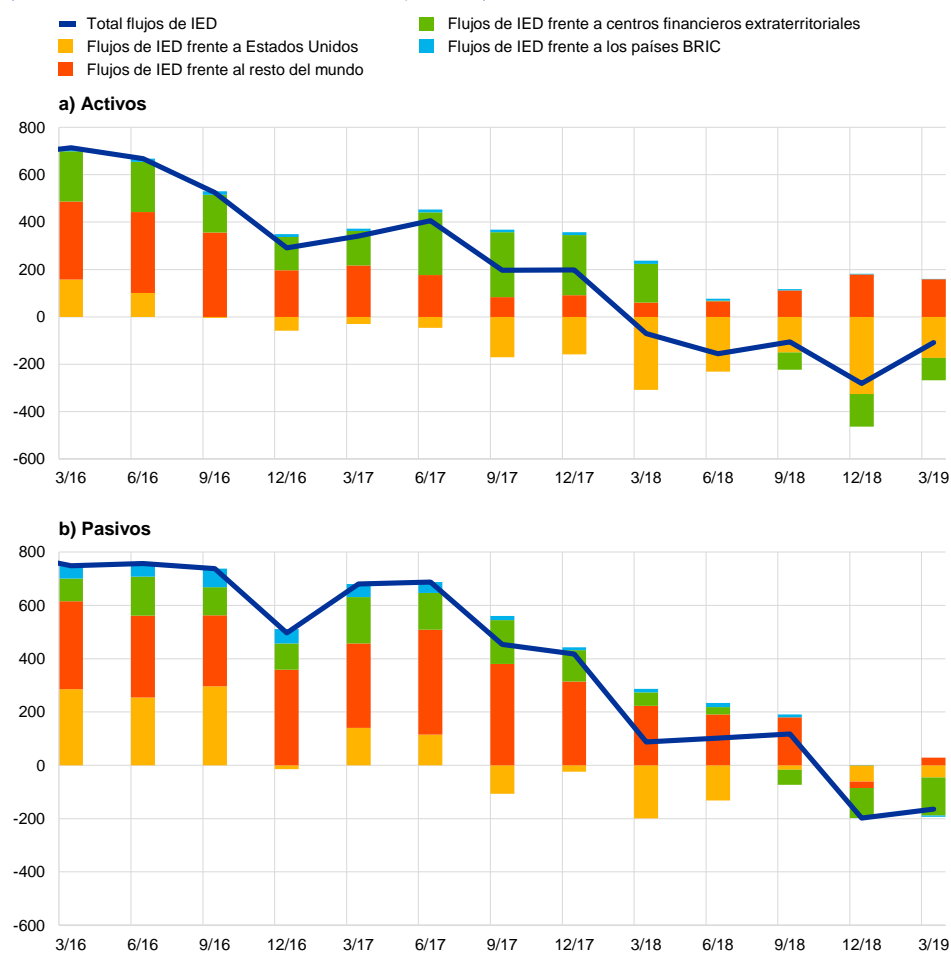 Total flujos de IED
Flujos de IED frente a Estados Unidos
Flujos de IED frente al resto del mundo
Flujos de IED frente a centros financieros extraterritoriales
Flujos de IED frente a los países BRIC
a) Activos
800
600
400
200
0
-200
-400
-600
3/16 6/16 9/16 12/16 3/17 6/17 9/17 12/17 3/18 6/18 9/18 12/18 3/19
b) Pasivos
800
600
400
200
0
-200
-400
-600
3/16 6/16 9/16 12/16 3/17 6/17 9/17 12/17 3/18 6/18 9/18 12/18 3/19